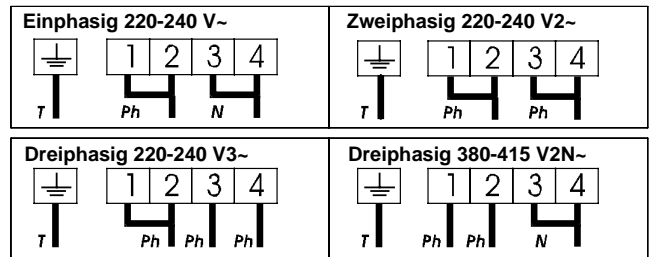 Einphasig 220-240 V~
1 2 3 4
T Ph N
Zweiphasig 220-240 V2~
1 2 3 4
T Ph Ph
Dreiphasig 220-240 V3~
1 2 3 4
T Ph Ph Ph
Dreiphasig 380-415 V2N~
1 2 3 4
T Ph Ph N